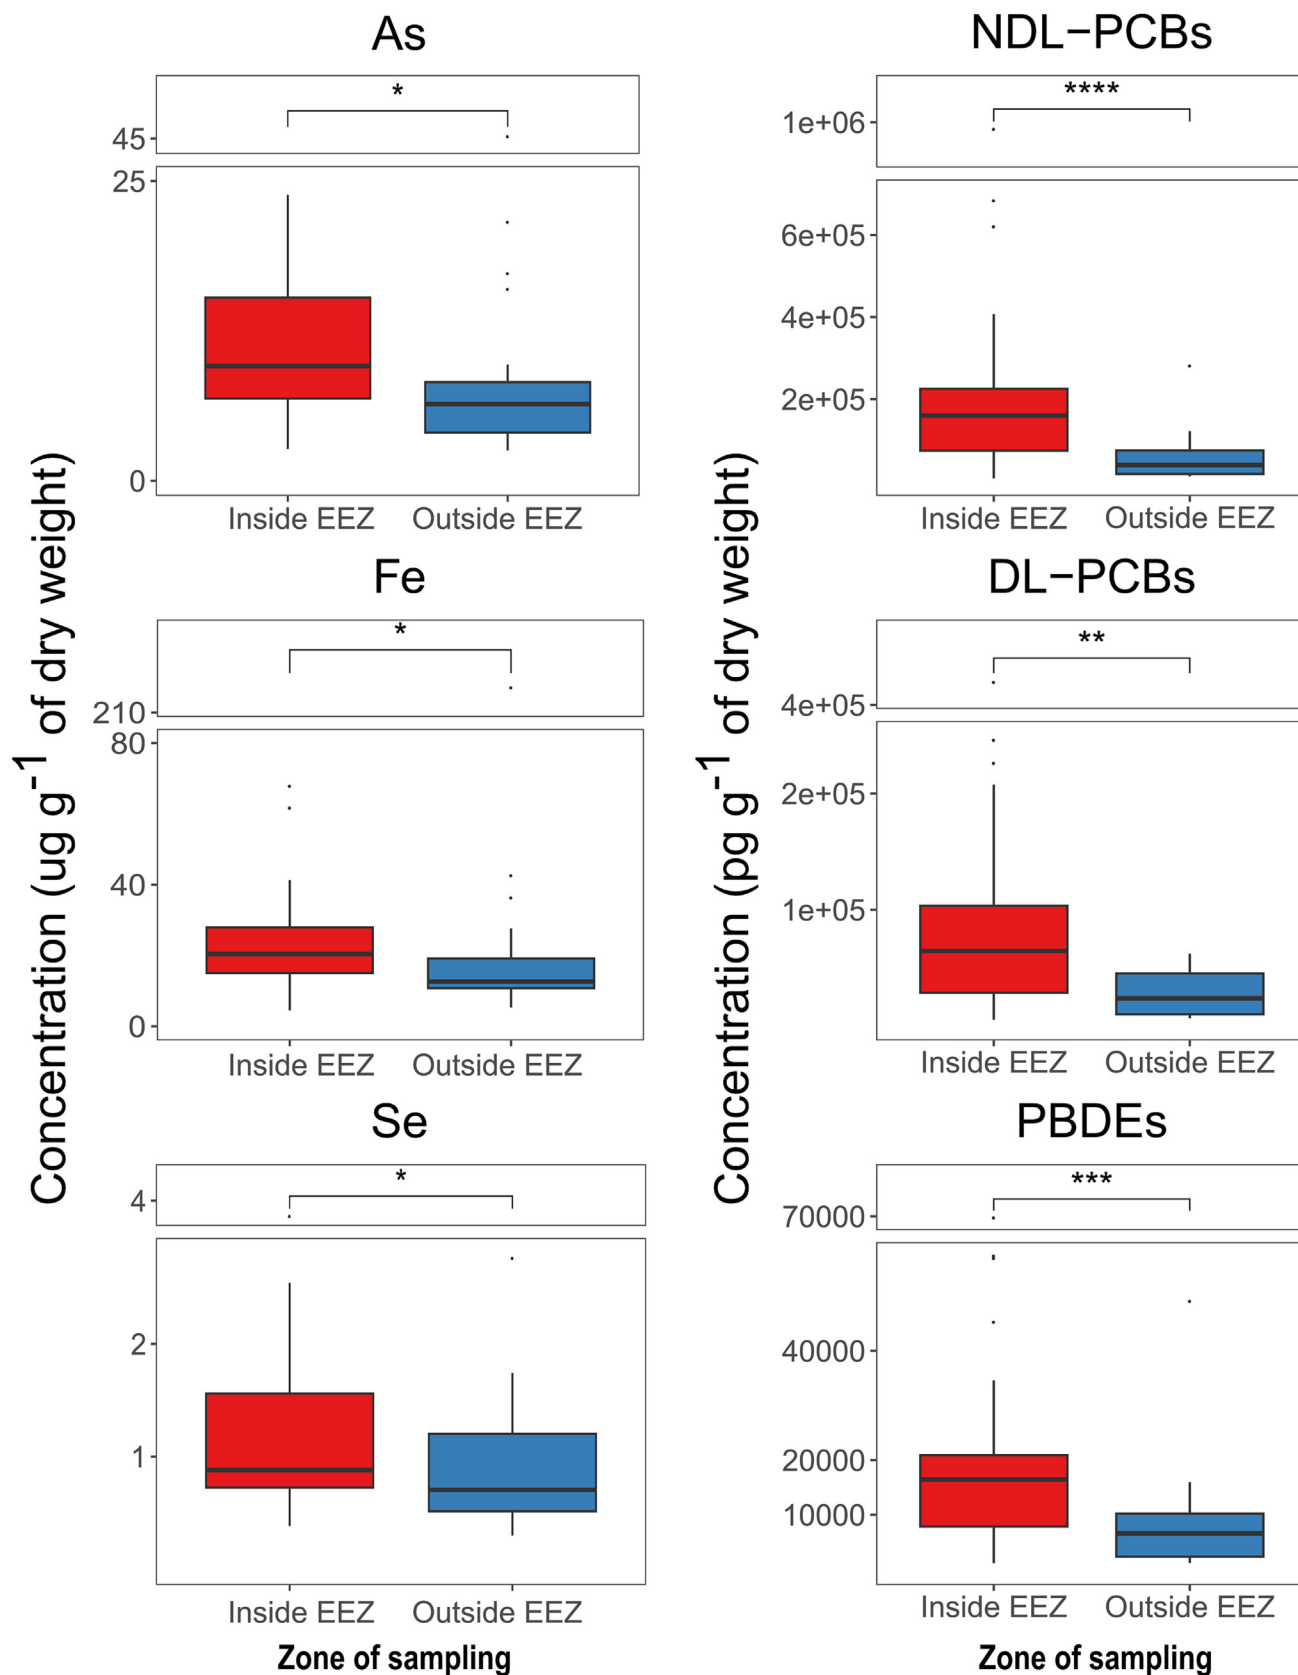 As
*
45
25
0
Inside EEZ Outside EEZ
Fe
*
210
80
40
0
Inside EEZ Outside EEZ
Se
*
4
2
1
Inside EEZ Outside EEZ
Zone of sampling
Concentration (ug g-1 of dry weight)
NDL−PCBs
****
1e+06
6e+05
4e+05
2e+05
Inside EEZ Outside EEZ
DL−PCBs
**
4e+05
2e+05
1e+05
Inside EEZ Outside EEZ
PBDEs
***
70000
40000
20000
10000
Inside EEZ Outside EEZ
Zone of sampling
Concentration (pg g-1 of dry weight)